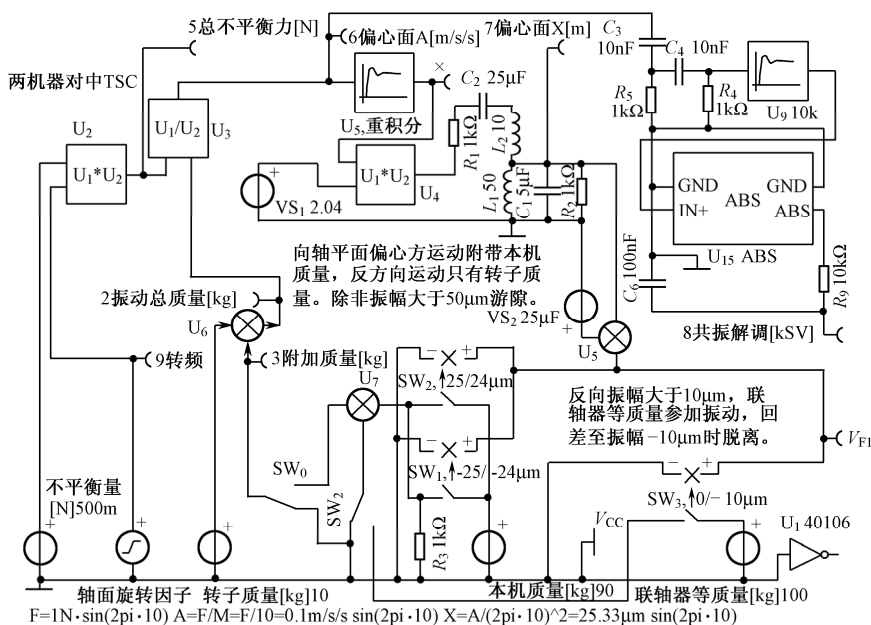 5总不平衡力[N]
6偏心面A[m/s/s]
7偏心面X[m]
C3
10nF
C4 10nF
两机器对中TSC
×
C2 25μF
R5
1kΩ
R4
1kΩ
U9 10k
U2
U1/U2
U3
U5,重积分
R1 1kΩ
L2 10
U1*U2
U1*U2
U4
L1 50
C1 5μF
R2 1kΩ
GND
GND
ABS
IN+
ABS
VS1 2.04
U15 ABS
向轴平面偏心方运动附带本机
质量，反方向运动只有转子质
量。除非振幅大于50μm游隙。
C6 100nF
R9 10kΩ
2振动总质量[kg]
U6
VS2 25μF
U5
8共振解调[kSV]
9转频
3附加质量[kg]
U7
SW2,
25/24μm
反向振幅大于10μm，联
轴器等质量参加振动，回
差至振幅−10μm时脱离。
VF1
SW0
SW2
SW1,
-25/-24μm
SW3,
0/−10μm
不平衡量
[N]500m
R3 1kΩ
VCC
U1 40106
轴面旋转因子
转子质量[kg]10
本机质量[kg]90
联轴器等质量[kg]100
F=1N·sin(2pi·10) A=F/M=F/10=0.1m/s/s sin(2pi·10) X=A/(2pi·10)^2=25.33μm sin(2pi·10)